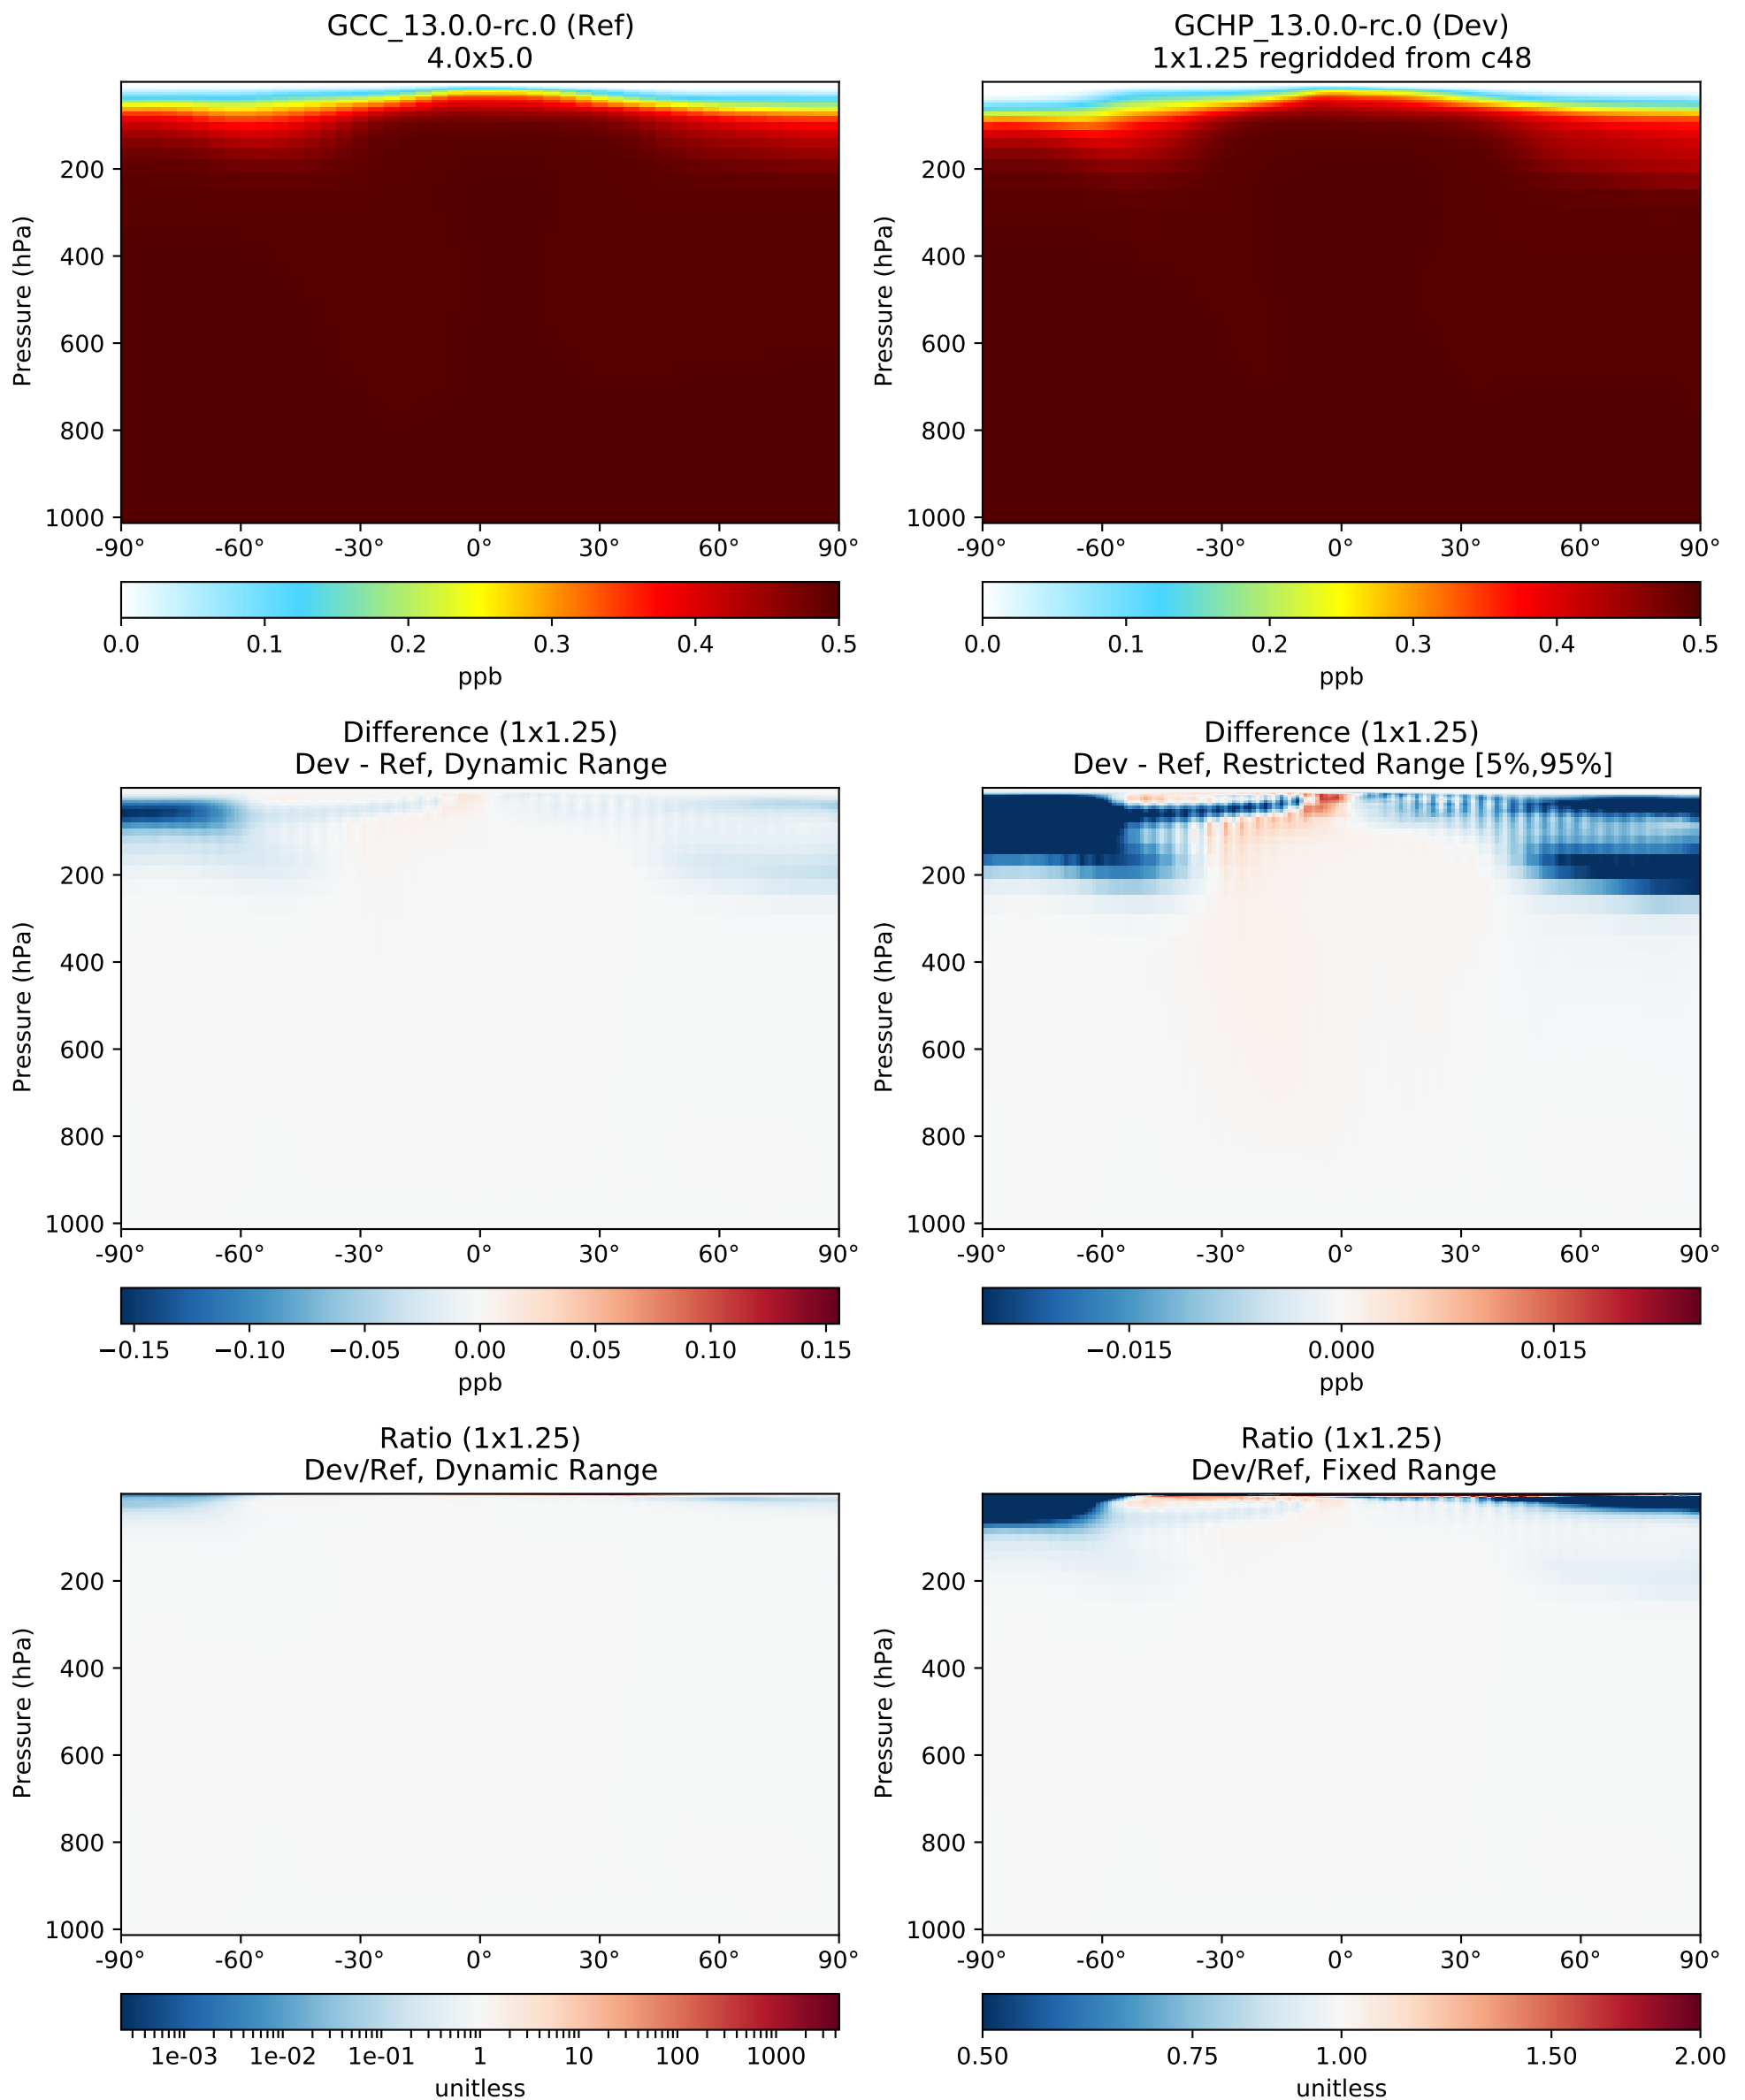 GCC_13.0.0-rc.0 (Ref)
4.0x5.0
Pressure (hPa)
200
400
600
800
1000
-90° -60° -30° 0° 30° 60° 90°
0.0 0.1 0.2 0.3 0.4 0.5
ppb
GCHP_13.0.0-rc.0 (Dev)
1x1.25 regridded from c48
Pressure (hPa)
200
400
600
800
1000
-90° -60° -30° 0° 30° 60° 90°
0.0 0.1 0.2 0.3 0.4 0.5
ppb
Difference (1x1.25)
Dev - Ref, Dynamic Range
Pressure (hPa)
200
400
600
800
1000
-90° -60° -30° 0° 30° 60° 90°
−0.15 −0.10 −0.05 0.00 0.05 0.10 0.15
ppb
Difference (1x1.25)
Dev - Ref, Restricted Range [5%,95%]
Pressure (hPa)
200
400
600
800
1000
-90° -60° -30° 0° 30° 60° 90°
−0.015 0.000 0.015
ppb
Ratio (1x1.25)
Dev/Ref, Dynamic Range
Pressure (hPa)
200
400
600
800
1000
-90° -60° -30° 0° 30° 60° 90°
1e-03 1e-02 1e-01 1 10 100 1000
unitless
Ratio (1x1.25)
Dev/Ref, Fixed Range
Pressure (hPa)
200
400
600
800
1000
-90° -60° -30° 0° 30° 60° 90°
0.50 0.75 1.00 1.50 2.00
unitless